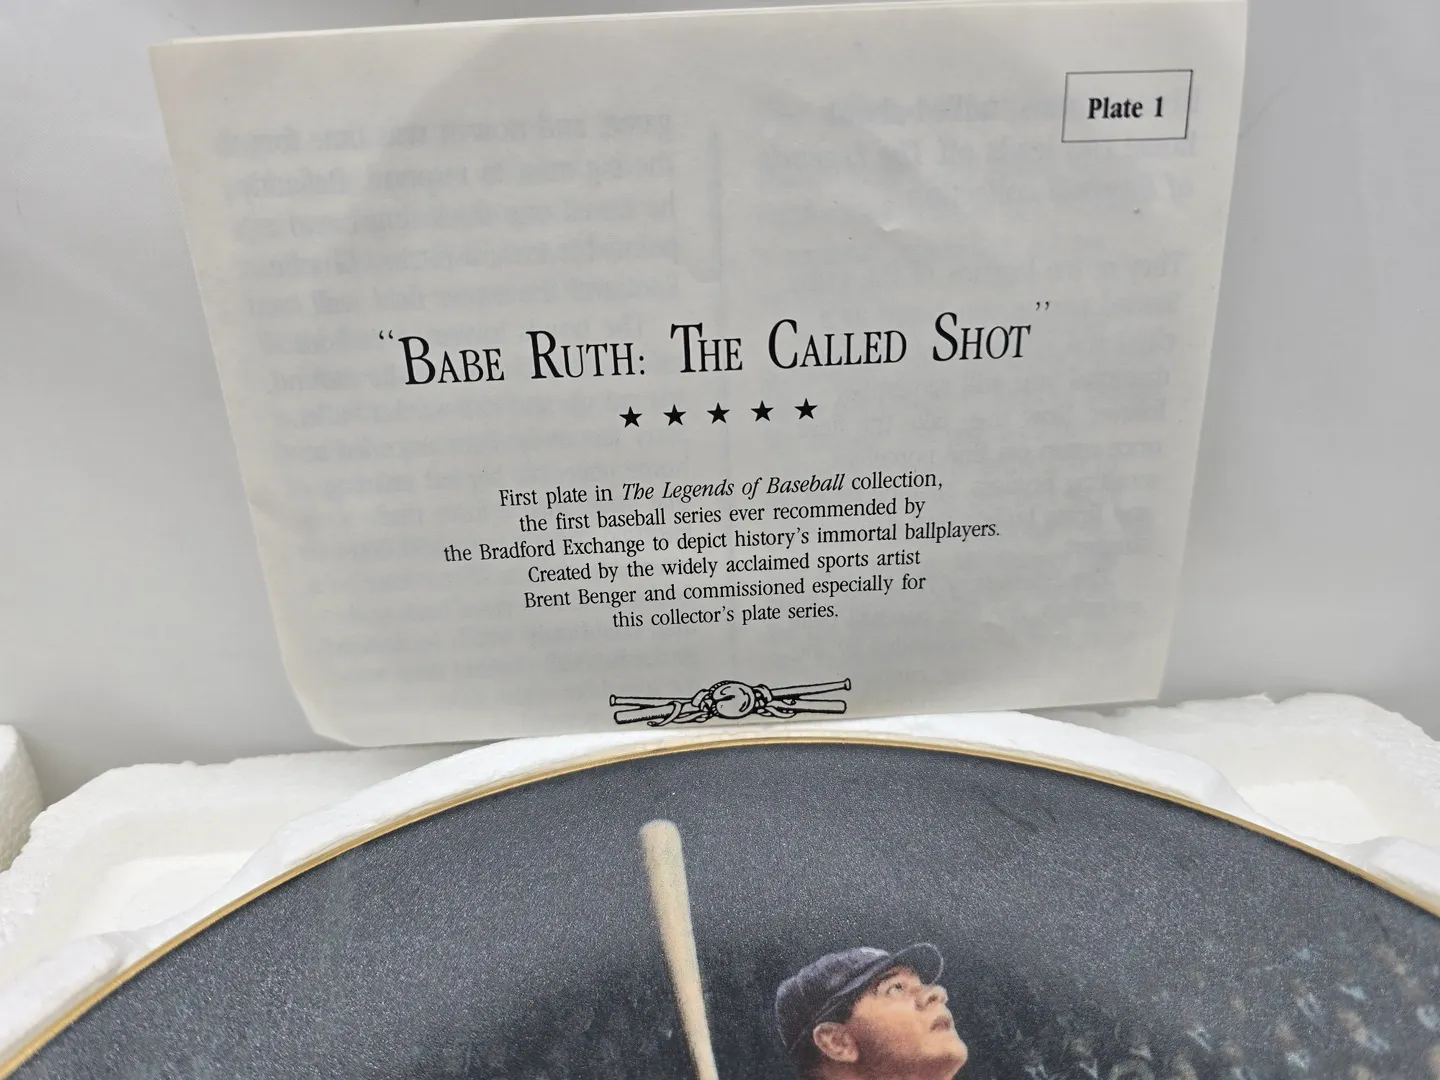 Plate 1
“BABE RUTH: THE CALLED SHOT”
★ ★ ★ ★ ★
First plate in The Legends of Baseball collection,
the first baseball series ever recommended by
the Bradford Exchange to depict history's immortal ballplayers.
Created by the widely acclaimed sports artist
Brent Benger and commissioned especially for
this collector's plate series.